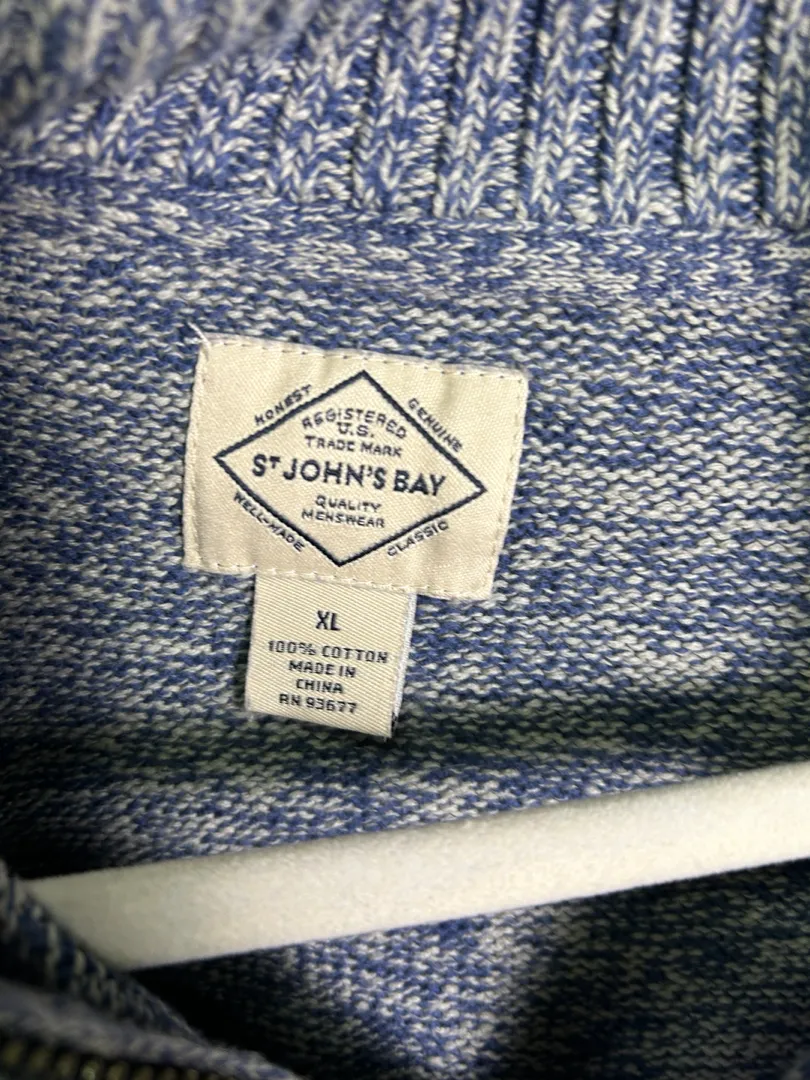 HONEST
GENUINE
REGISTERED
U.S.
TRADE MARK
ST JOHN'S BAY
QUALITY
MENSWEAR
WELL-MADE
CLASSIC
XL
100% COTTON
MADE IN
CHINA
RN 93677